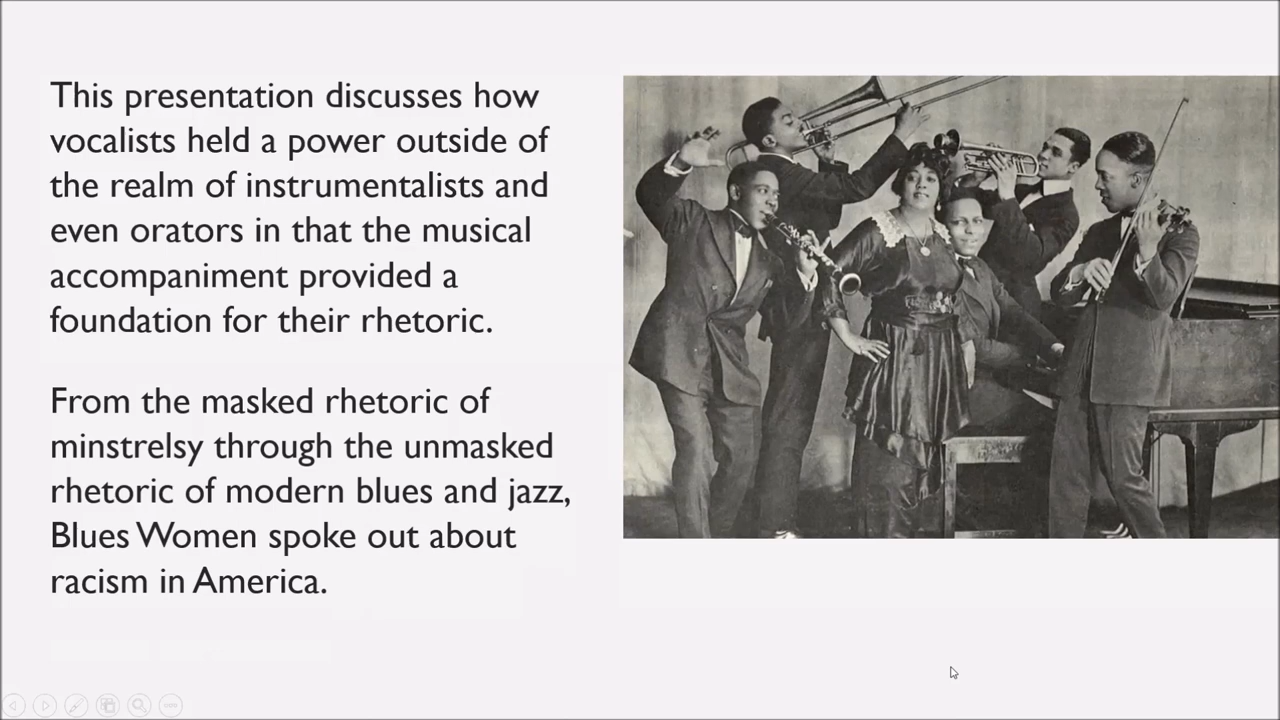 This presentation discusses how
vocalists held a power outside of
the realm of instrumentalists and
even orators in that the musical
accompaniment provided a
foundation for their rhetoric.
From the masked rhetoric of
minstrelsy through the unmasked
rhetoric of modern blues and jazz,
Blues Women spoke out about
racism in America.